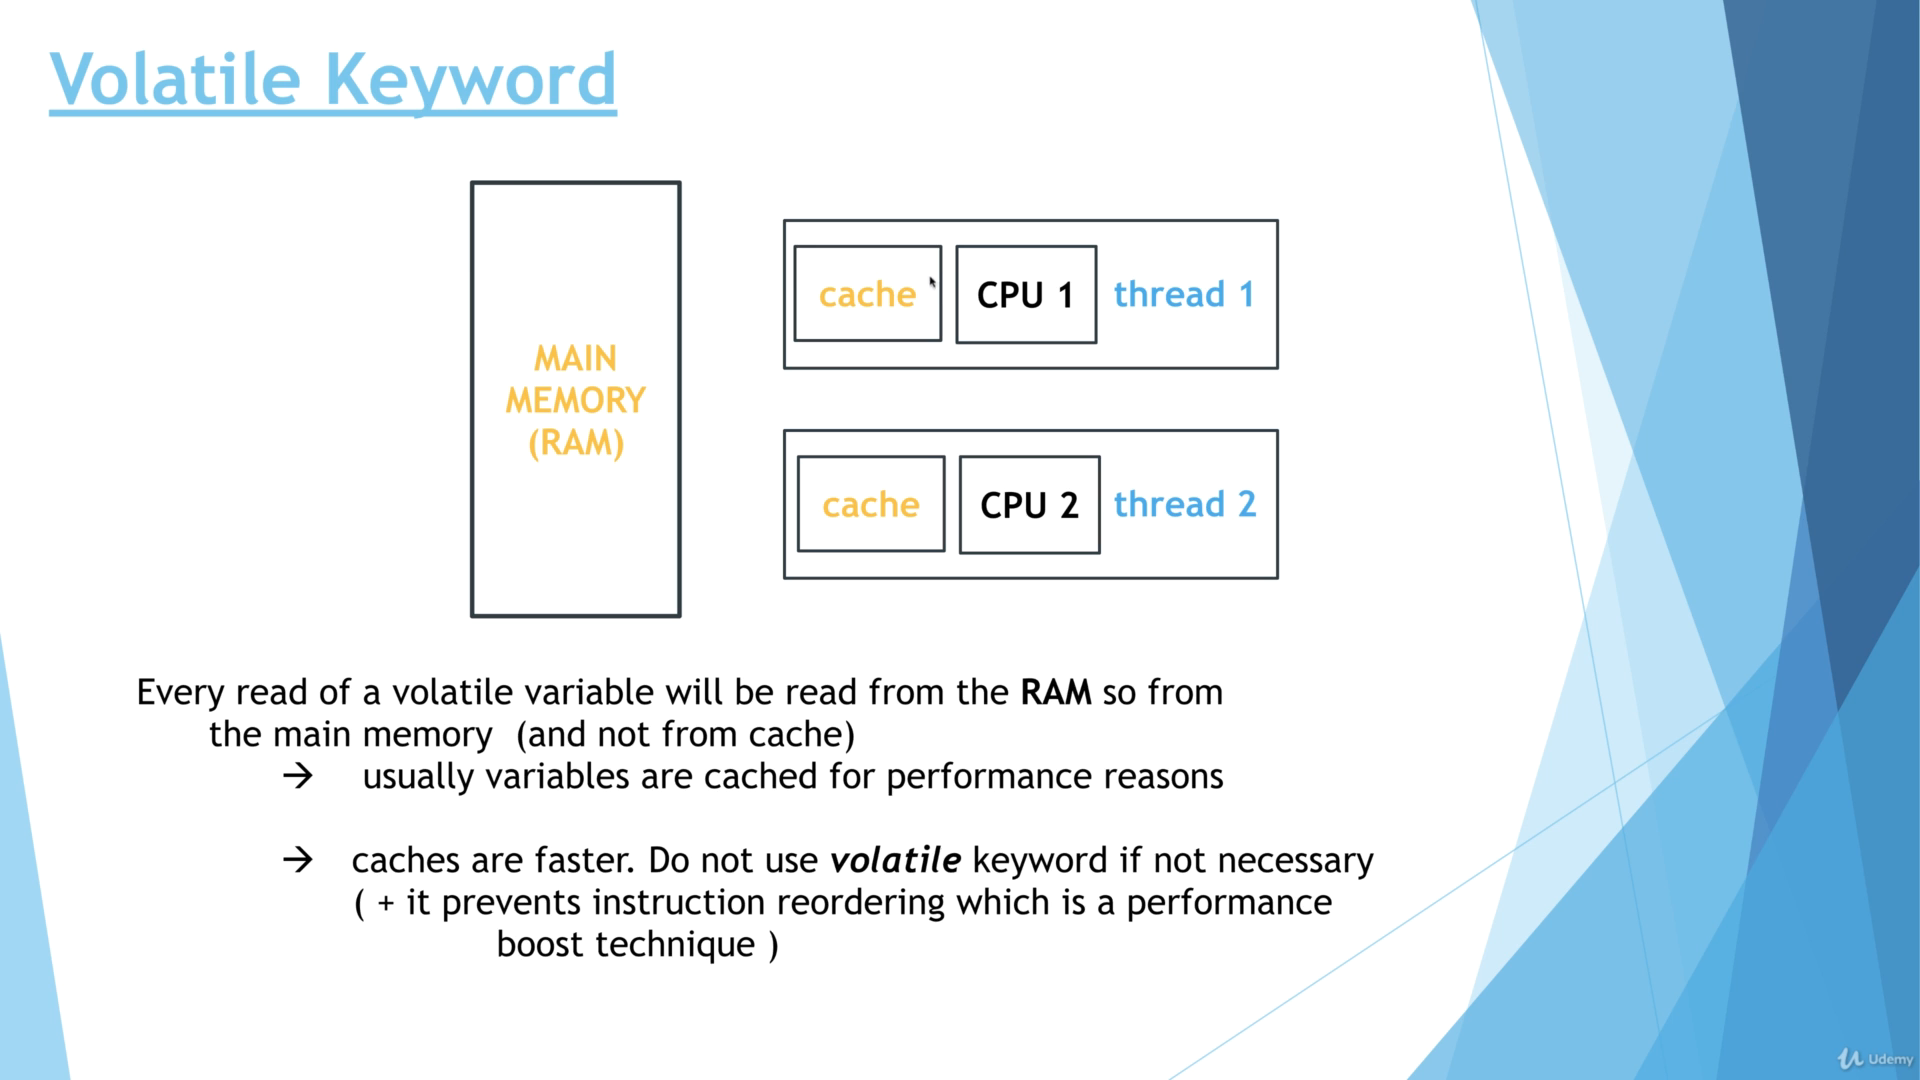 Volatile Keyword
MAIN
MEMORY
(RAM)
cache
CPU 1
thread 1
cache
CPU 2
thread 2
Every read of a volatile variable will be read from the RAM so from
the main memory (and not from cache)
→ usually variables are cached for performance reasons
→ caches are faster. Do not use volatile keyword if not necessary
( + it prevents instruction reordering which is a performance
boost technique )
Udemy